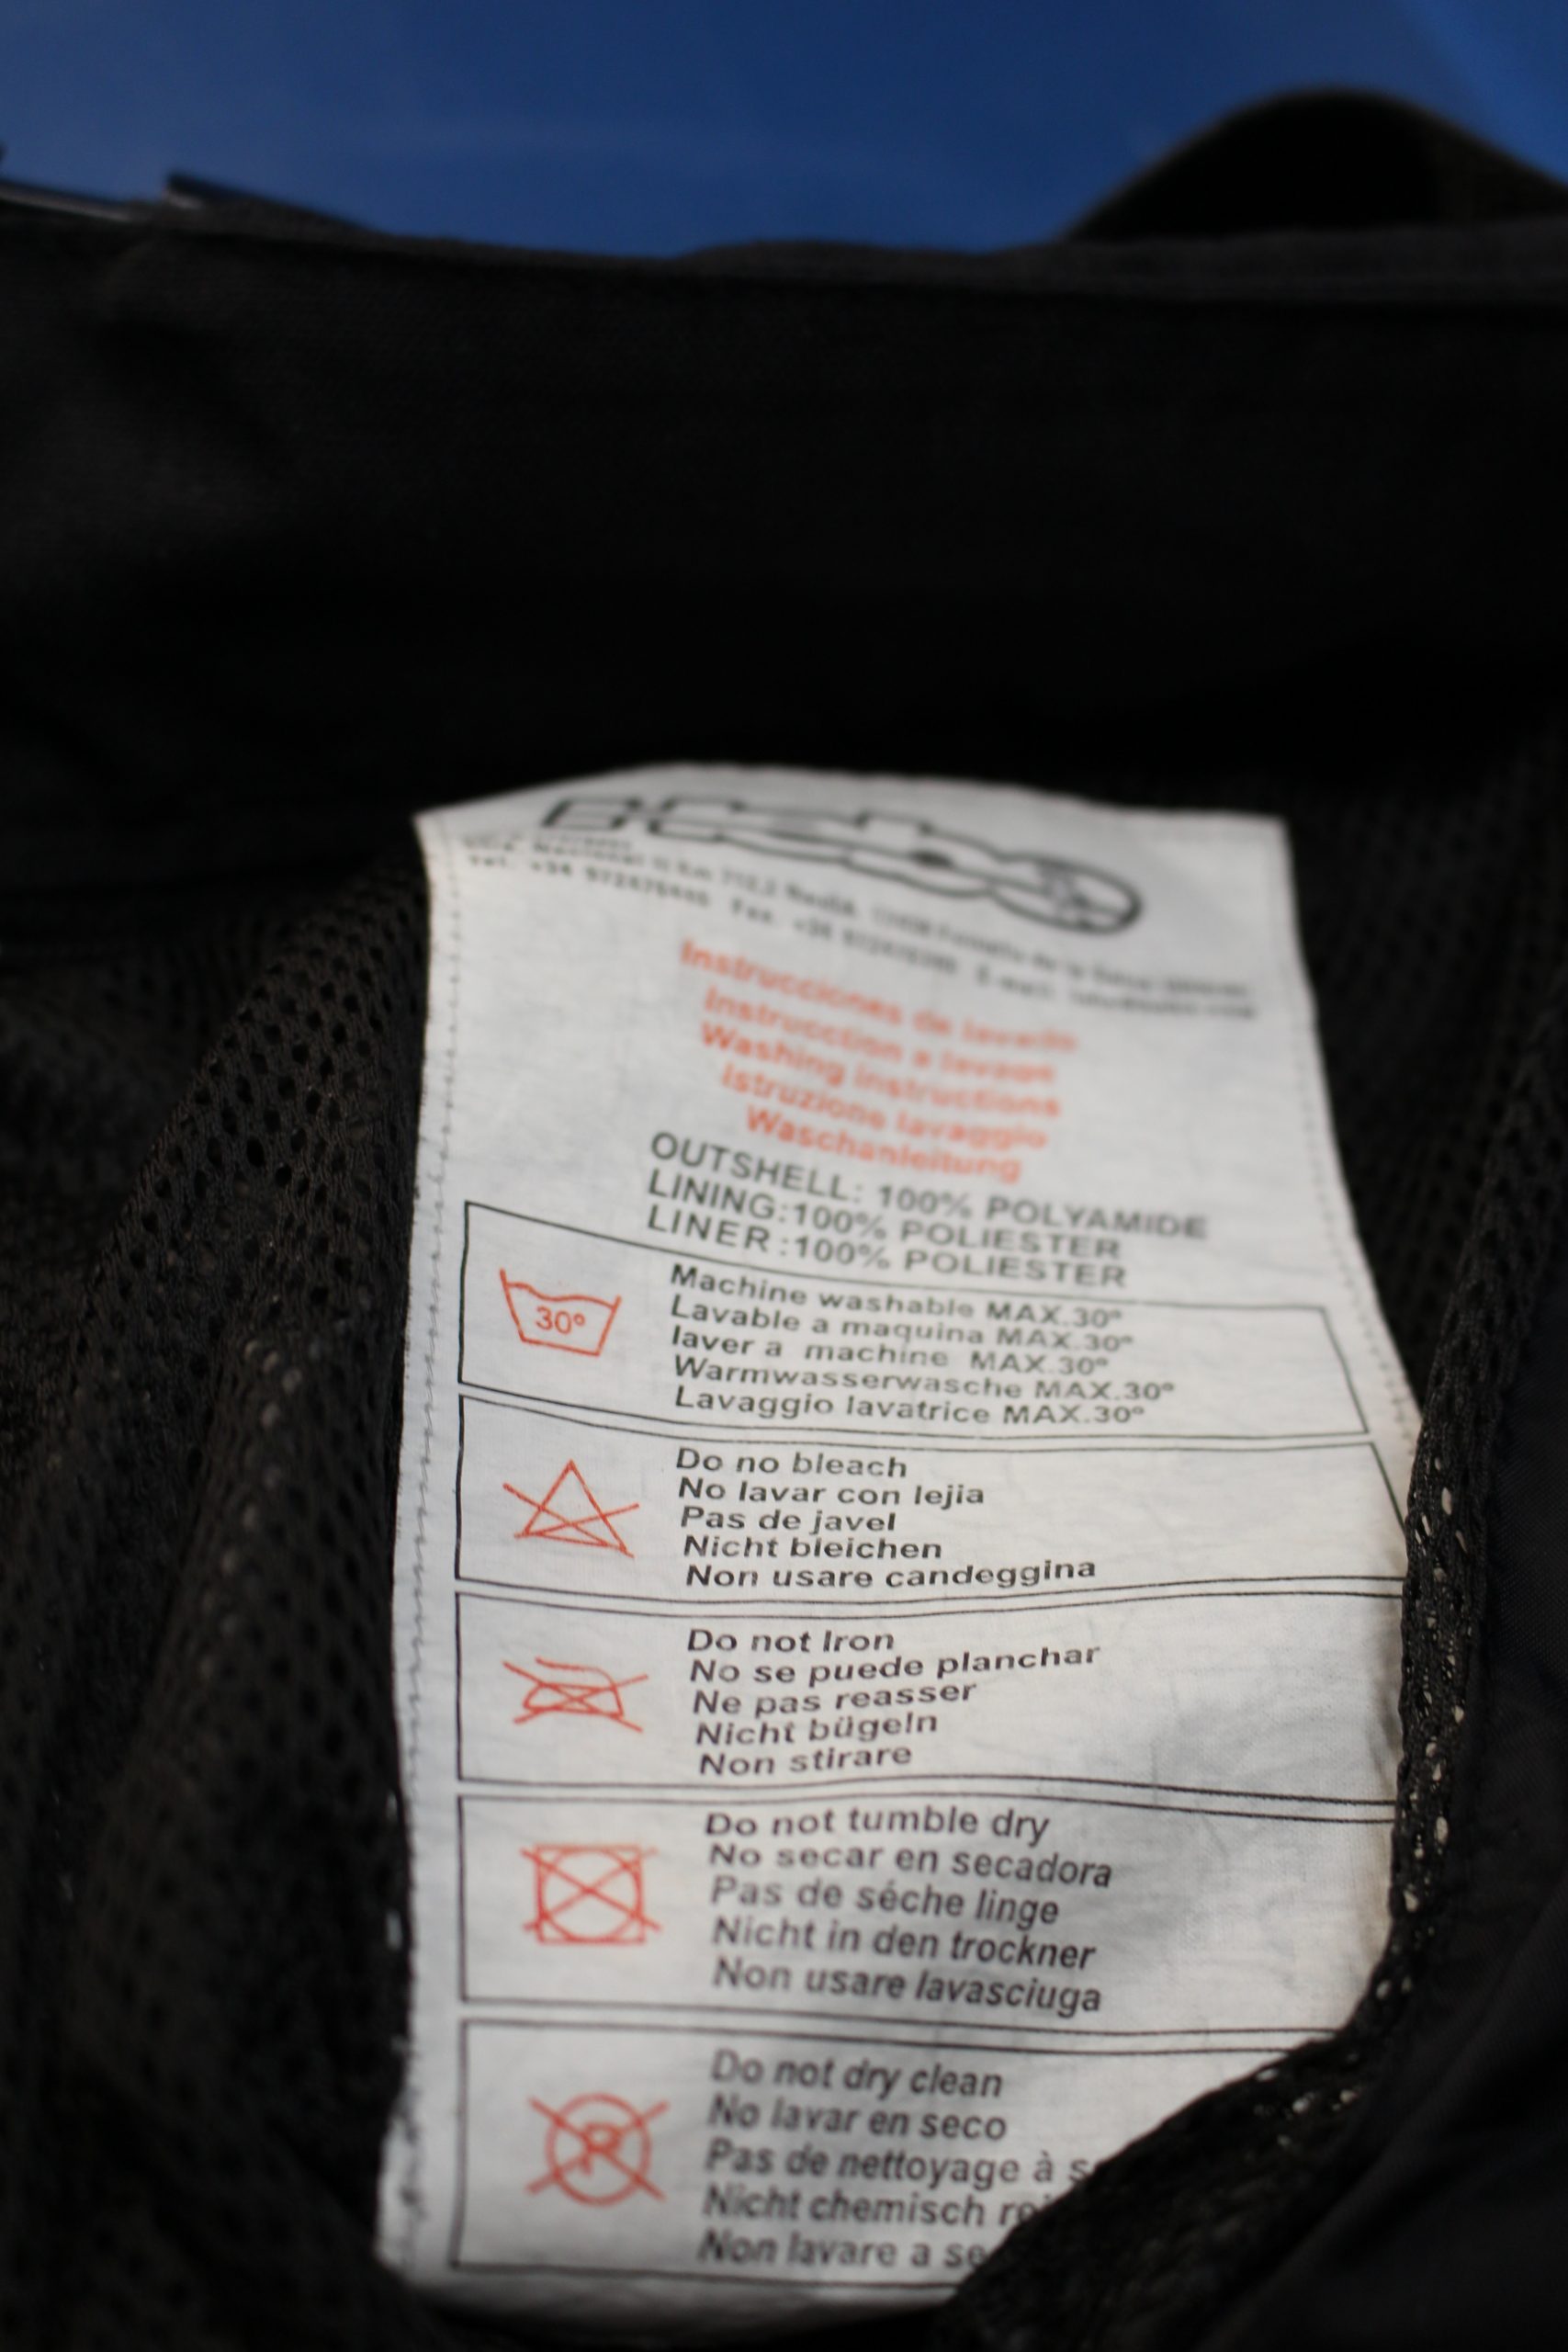 Instrucciones de lavado
Instrucction a lavage
Washing instructions
Istruzione lavaggio
Waschanleitung
OUTSHELL: 100% POLYAMIDE
LINING:100% POLIESTER
LINER :100% POLIESTER
30°
Machine washable MAX.30°
Lavable a maquina MAX.30°
laver a machine MAX.30°
Warmwasserwasche MAX.30°
Lavaggio lavatrice MAX.30°
Do no bleach
No lavar con lejia
Pas de javel
Nicht bleichen
Non usare candeggina
Do not Iron
No se puede planchar
Ne pas reasser
Nicht bügeln
Non stirare
Do not tumble dry
No secar en secadora
Pas de séche linge
Nicht in den trockner
Non usare lavasciuga
Do not dry clean
No lavar en seco
Pas de nettoyage à
Nicht chemisch
Non lavare a